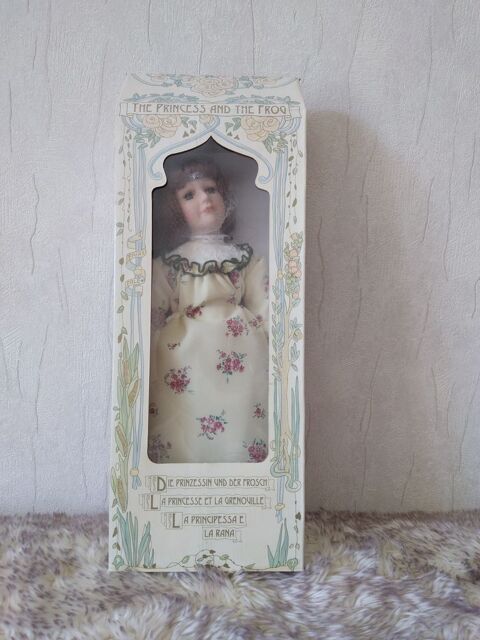 THE PRINCESS AND THE FROG
DIE PRINZESSIN UND DER FROSCH
LA PRINCESSE ET LA GRENOUILLE
LA PRINCIPESSA E
LA RANA